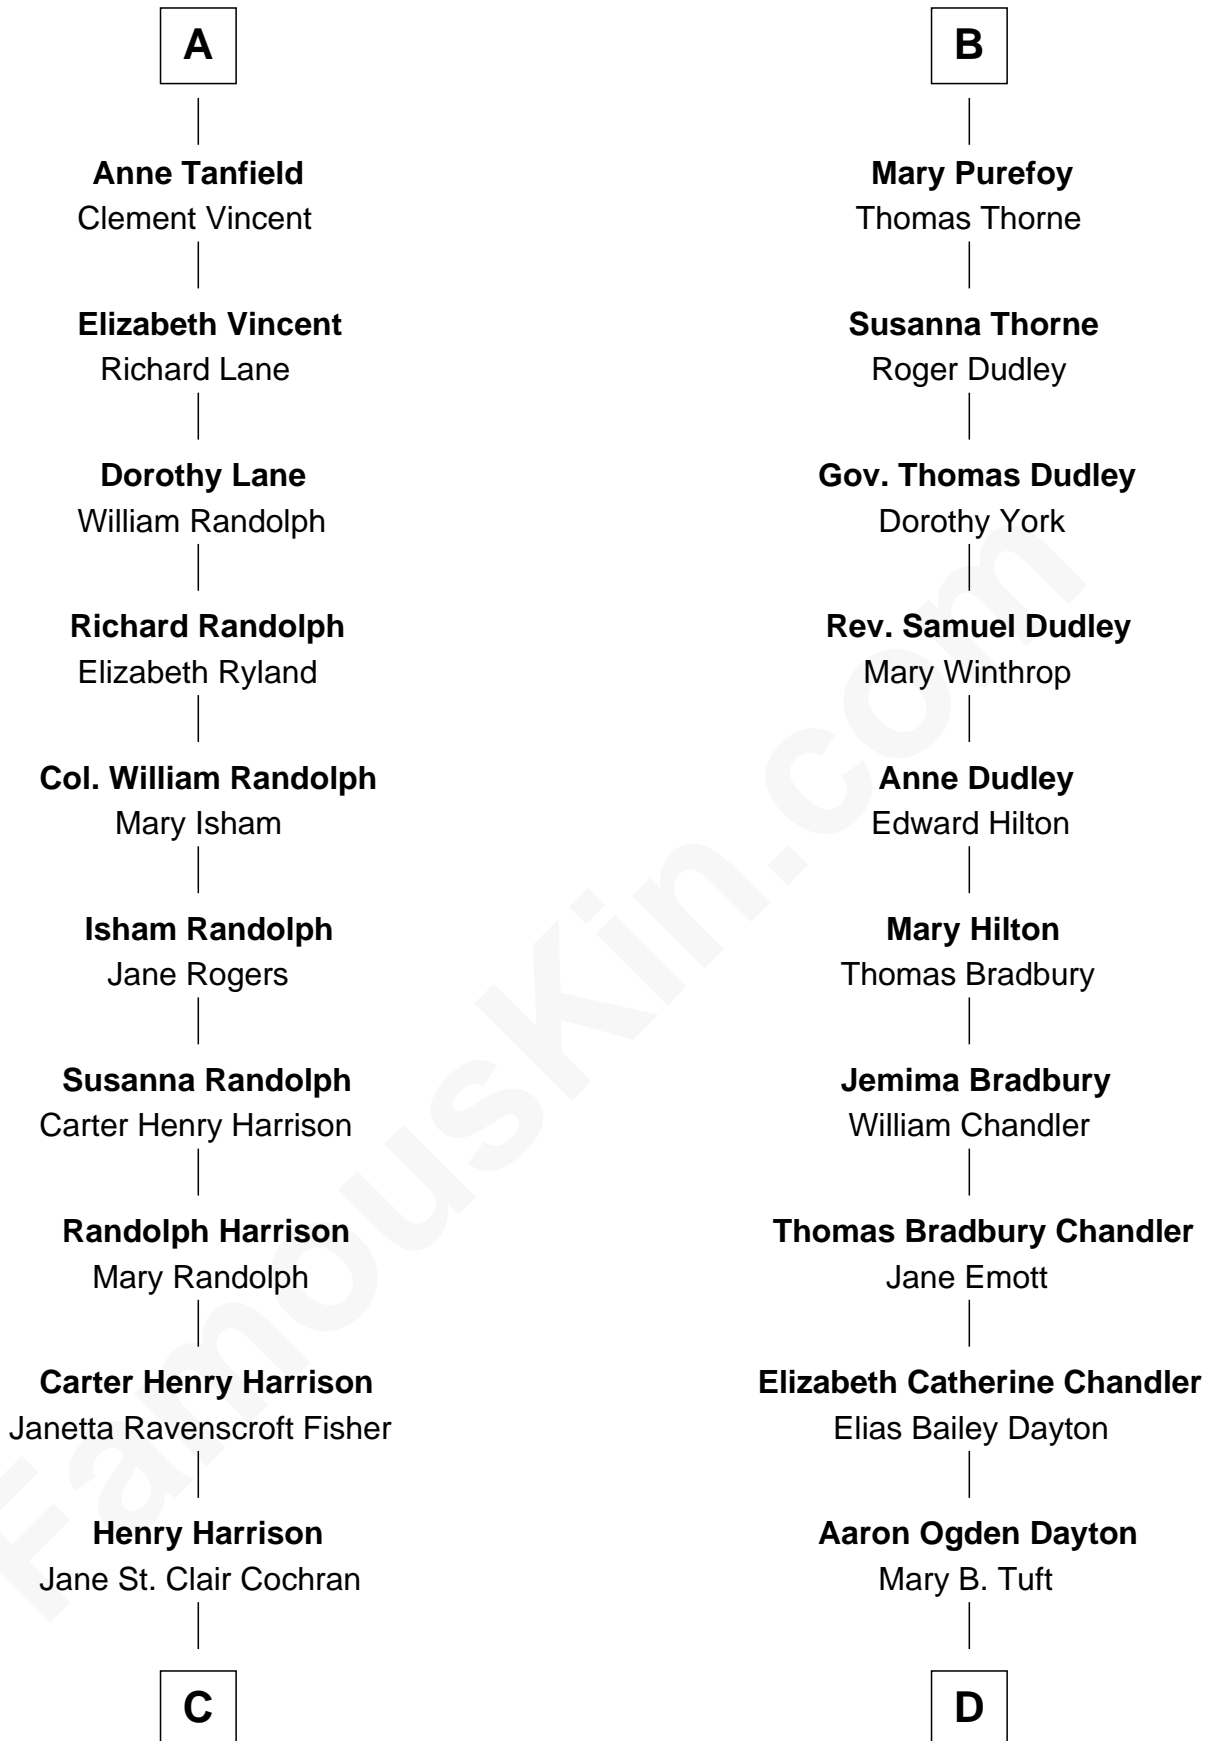 A
Anne Tanfield
Clement Vincent
Elizabeth Vincent
Richard Lane
Dorothy Lane
William Randolph
Richard Randolph
Elizabeth Ryland
Col. William Randolph
Mary Isham
Isham Randolph
Jane Rogers
Susanna Randolph
Carter Henry Harrison
Randolph Harrison
Mary Randolph
Carter Henry Harrison
Janetta Ravenscroft Fisher
Henry Harrison
Jane St. Clair Cochran
C
B
Mary Purefoy
Thomas Thorne
Susanna Thorne
Roger Dudley
Gov. Thomas Dudley
Dorothy York
Rev. Samuel Dudley
Mary Winthrop
Anne Dudley
Edward Hilton
Mary Hilton
Thomas Bradbury
Jemima Bradbury
William Chandler
Thomas Bradbury Chandler
Jane Emott
Elizabeth Catherine Chandler
Elias Bailey Dayton
Aaron Ogden Dayton
Mary B. Tuft
D
FamousKin.com